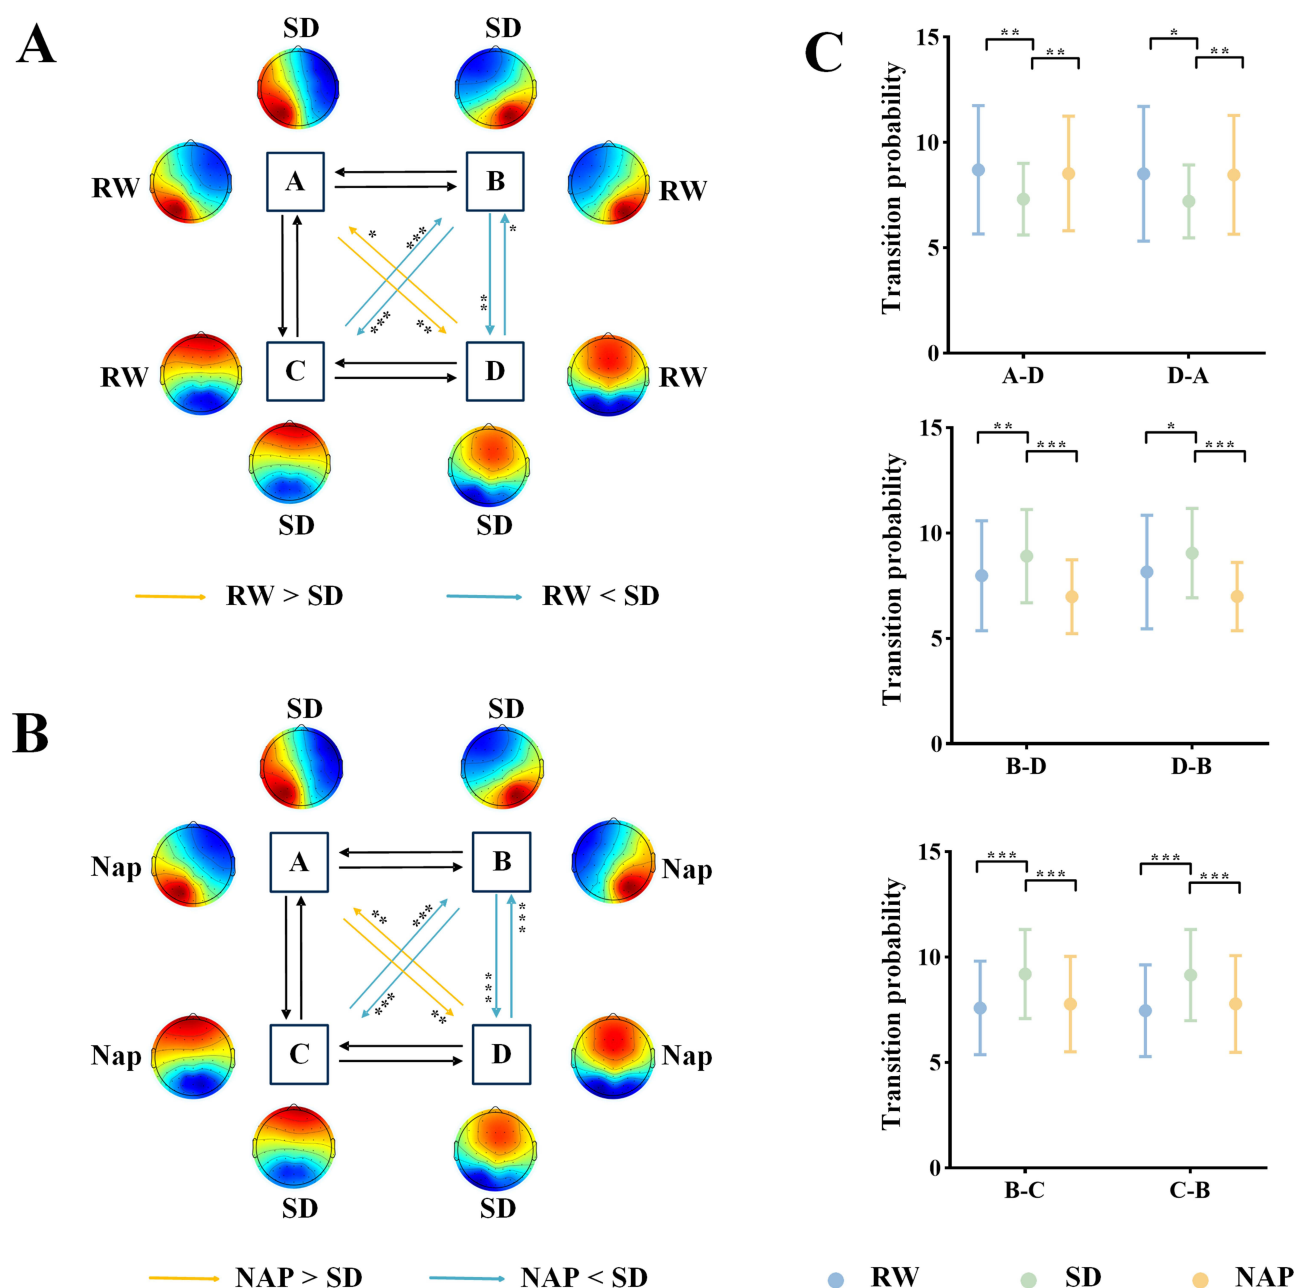 A
SD
SD
RW
A
B
RW
*
***
*
***
**
**
RW
C
D
RW
SD
SD
RW > SD
RW < SD
B
SD
SD
Nap
A
B
Nap
**
***
***
***
**
***
Nap
C
D
Nap
SD
SD
NAP > SD
NAP < SD
C
Transition probability
15
10
5
0
**
**
*
**
A-D
D-A
Transition probability
15
10
5
0
**
***
*
***
B-D
D-B
Transition probability
15
10
5
0
***
***
***
***
B-C
C-B
RW
SD
NAP